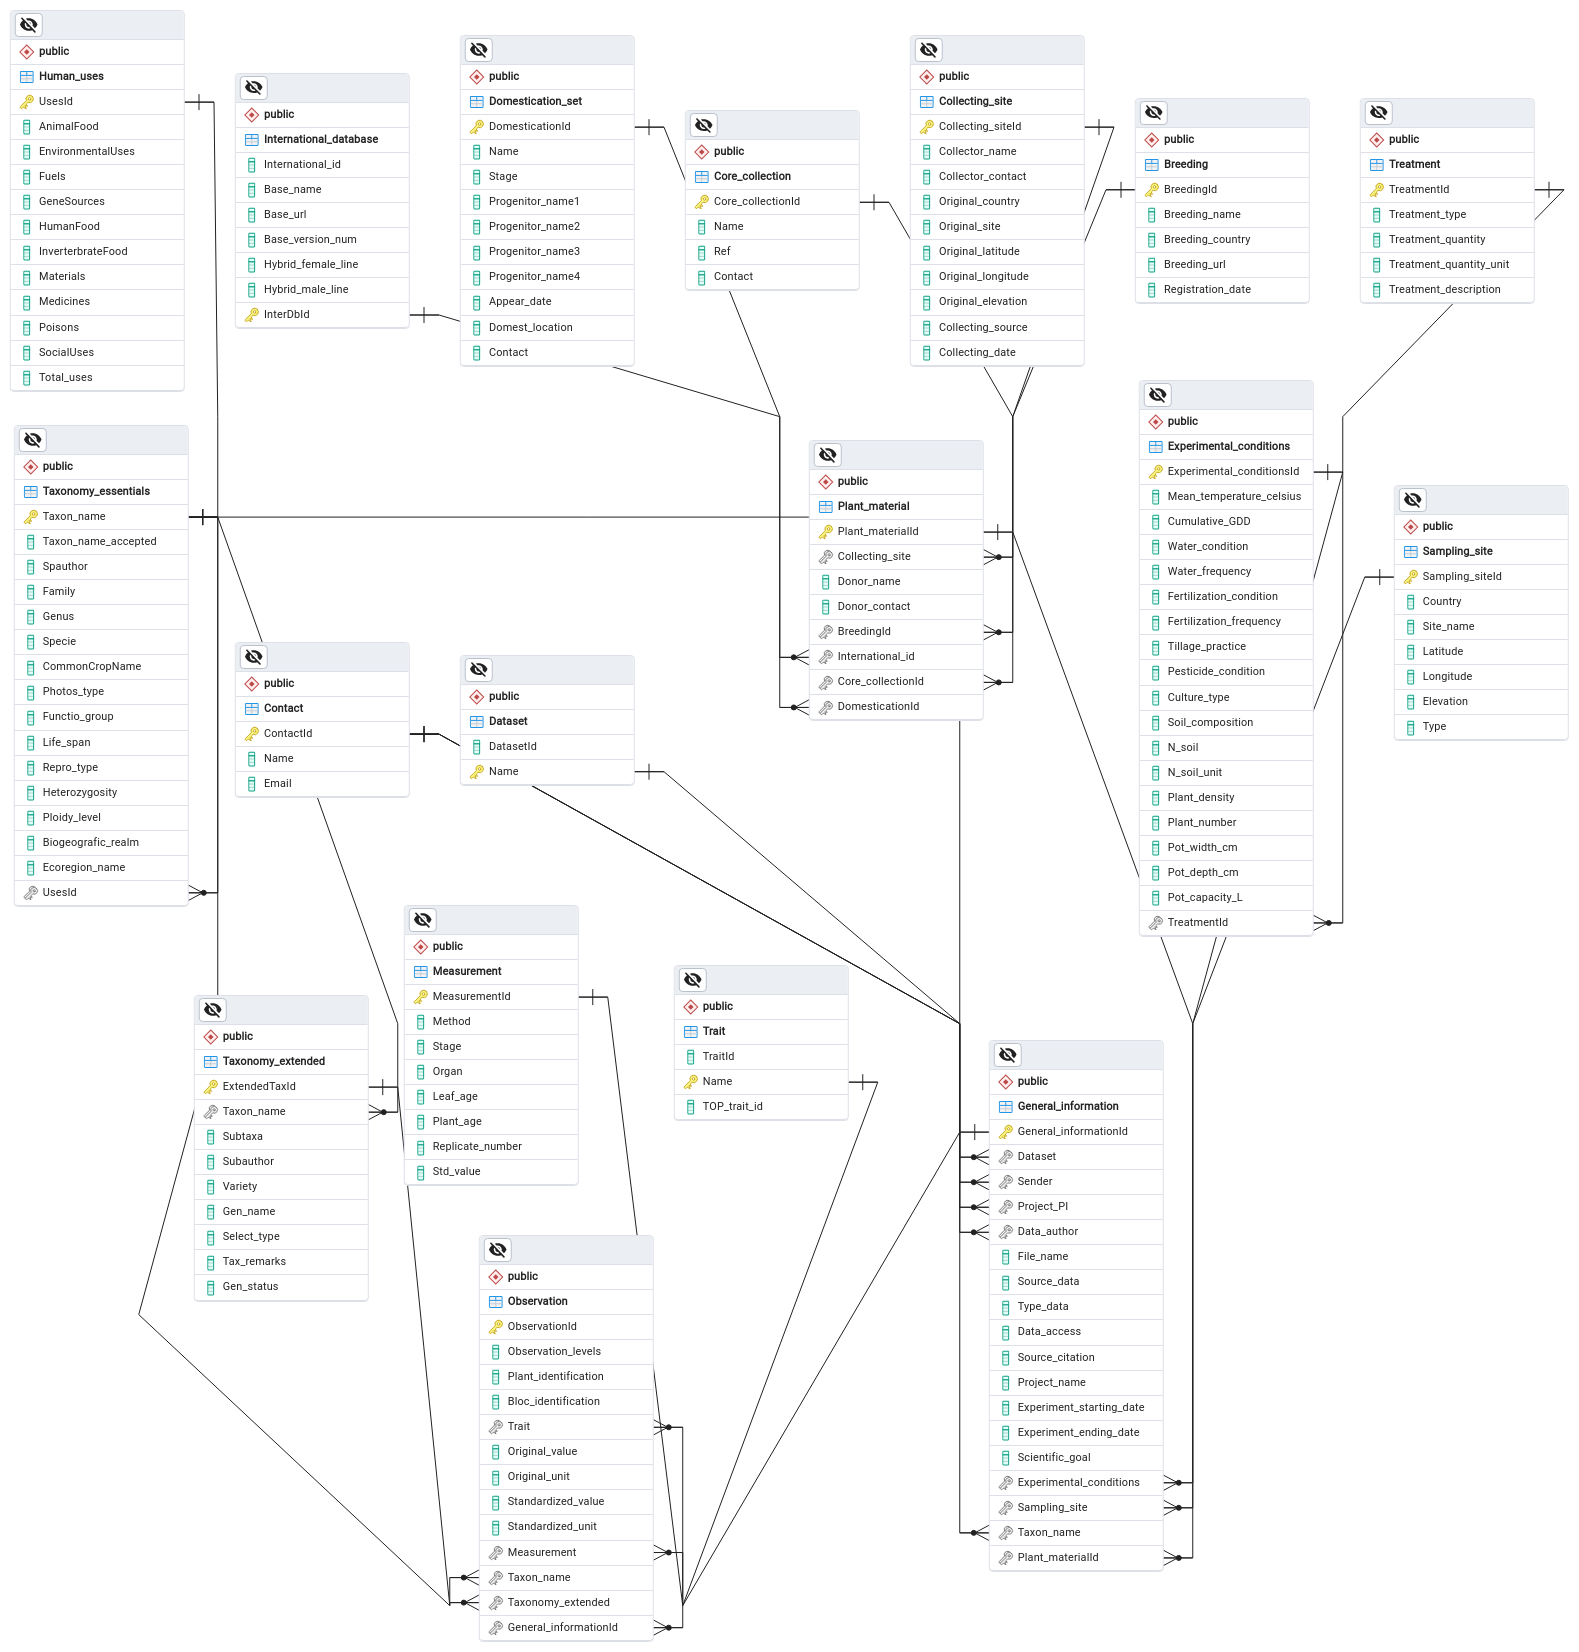 public
Human_uses
UsesId
AnimalFood
EnvironmentalUses
Fuels
GeneSources
HumanFood
InverterbrateFood
Materials
Medicines
Poisons
SocialUses
Total_uses
public
International_database
International_id
Base_name
Base_url
Base_version_num
Hybrid_female_line
Hybrid_male_line
InterDbId
public
Domestication_set
DomesticationId
Name
Stage
Progenitor_name1
Progenitor_name2
Progenitor_name3
Progenitor_name4
Appear_date
Domest_location
Contact
public
Core_collection
Core_collectionId
Name
Ref
Contact
public
Collecting_site
Collecting_siteId
Collector_name
Collector_contact
Original_country
Original_site
Original_latitude
Original_longitude
Original_elevation
Collecting_source
Collecting_date
public
Breeding
BreedingId
Breeding_name
Breeding_country
Breeding_url
Registration_date
public
Treatment
TreatmentId
Treatment_type
Treatment_quantity
Treatment_quantity_unit
Treatment_description
public
Taxonomy_essentials
Taxon_name
Taxon_name_accepted
Spauthor
Family
Genus
Specie
CommonCropName
Photos_type
Functio_group
Life_span
Repro_type
Heterozygosity
Ploidy_level
Biogeografic_realm
Ecoregion_name
UsesId
public
Plant_material
Plant_materialId
Collecting_site
Donor_name
Donor_contact
BreedingId
International_id
Core_collectionId
DomesticationId
public
Experimental_conditions
Experimental_conditionsId
Mean_temperature_celsius
Cumulative_GDD
Water_condition
Water_frequency
Fertilization_condition
Fertilization_frequency
Tillage_practice
Pesticide_condition
Culture_type
Soil_composition
N_soil
N_soil_unit
Plant_density
Plant_number
Pot_width_cm
Pot_depth_cm
Pot_capacity_L
TreatmentId
public
Sampling_site
Sampling_siteId
Country
Site_name
Latitude
Longitude
Elevation
Type
public
Contact
ContactId
Name
Email
public
Dataset
DatasetId
Name
public
Measurement
MeasurementId
Method
Stage
Organ
Leaf_age
Plant_age
Replicate_number
Std_value
public
Trait
TraitId
Name
TOP_trait_id
public
Taxonomy_extended
ExtendedTaxId
Taxon_name
Subtaxa
Subauthor
Variety
Gen_name
Select_type
Tax_remarks
Gen_status
public
General_information
General_informationId
Dataset
Sender
Project_PI
Data_author
File_name
Source_data
Type_data
Data_access
Source_citation
Project_name
Experiment_starting_date
Experiment_ending_date
Scientific_goal
Experimental_conditions
Sampling_site
Taxon_name
Plant_materialId
public
Observation
ObservationId
Observation_levels
Plant_identification
Bloc_identification
Trait
Original_value
Original_unit
Standardized_value
Standardized_unit
Measurement
Taxon_name
Taxonomy_extended
General_informationId